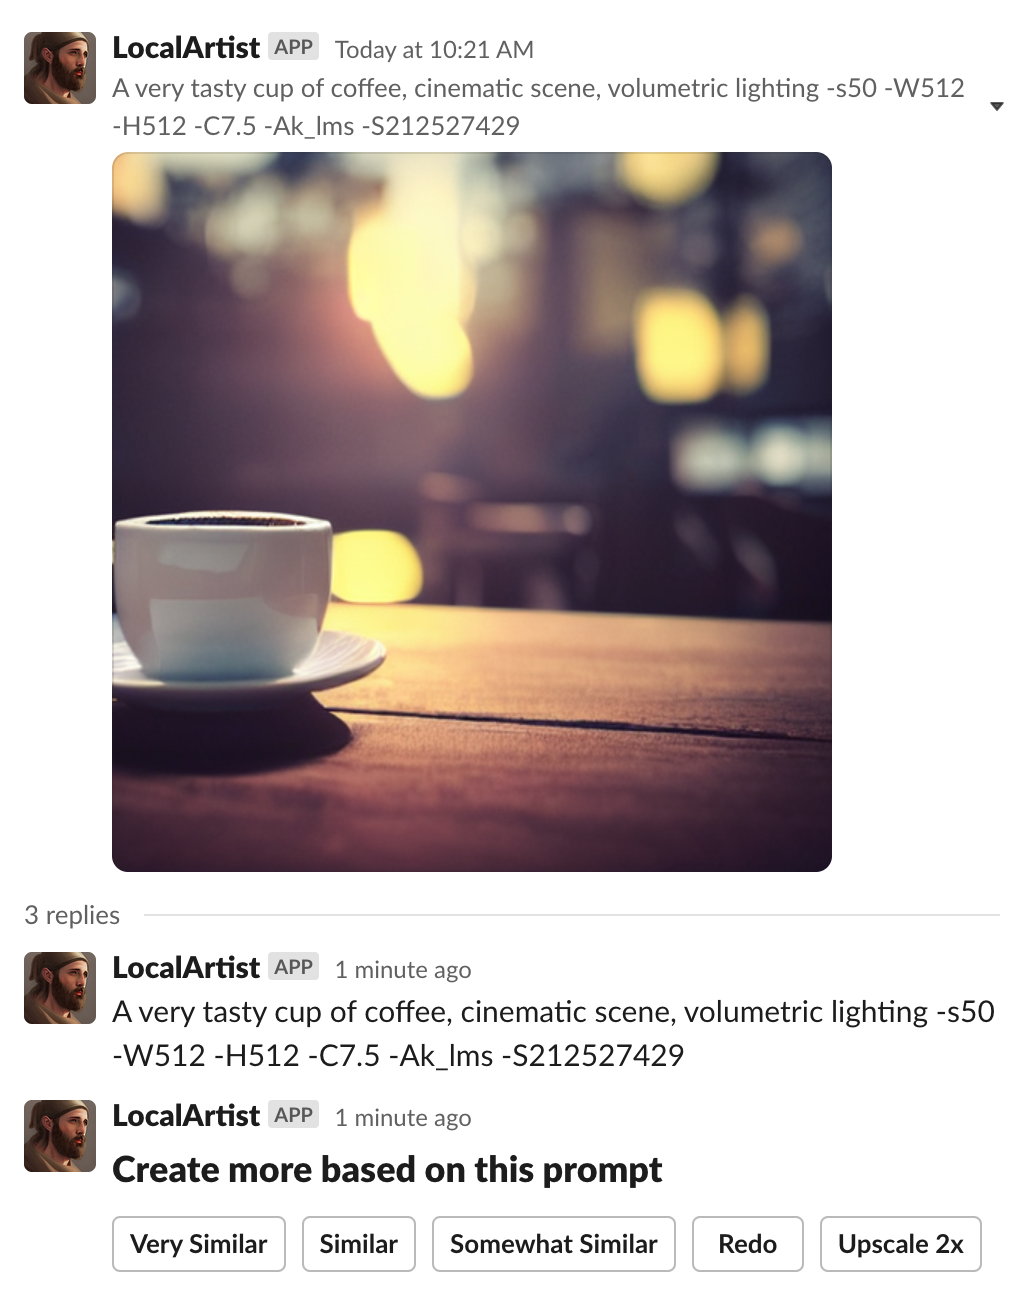 LocalArtist APP Today at 10:21 AM
A very tasty cup of coffee, cinematic scene, volumetric lighting -s50 -W512
-H512 -C7.5 -Ak_lms -S212527429
3 replies
LocalArtist APP 1 minute ago
A very tasty cup of coffee, cinematic scene, volumetric lighting -s50
-W512 -H512 -C7.5 -Ak_lms -S212527429
LocalArtist APP 1 minute ago
Create more based on this prompt
Very Similar Similar Somewhat Similar Redo Upscale 2x